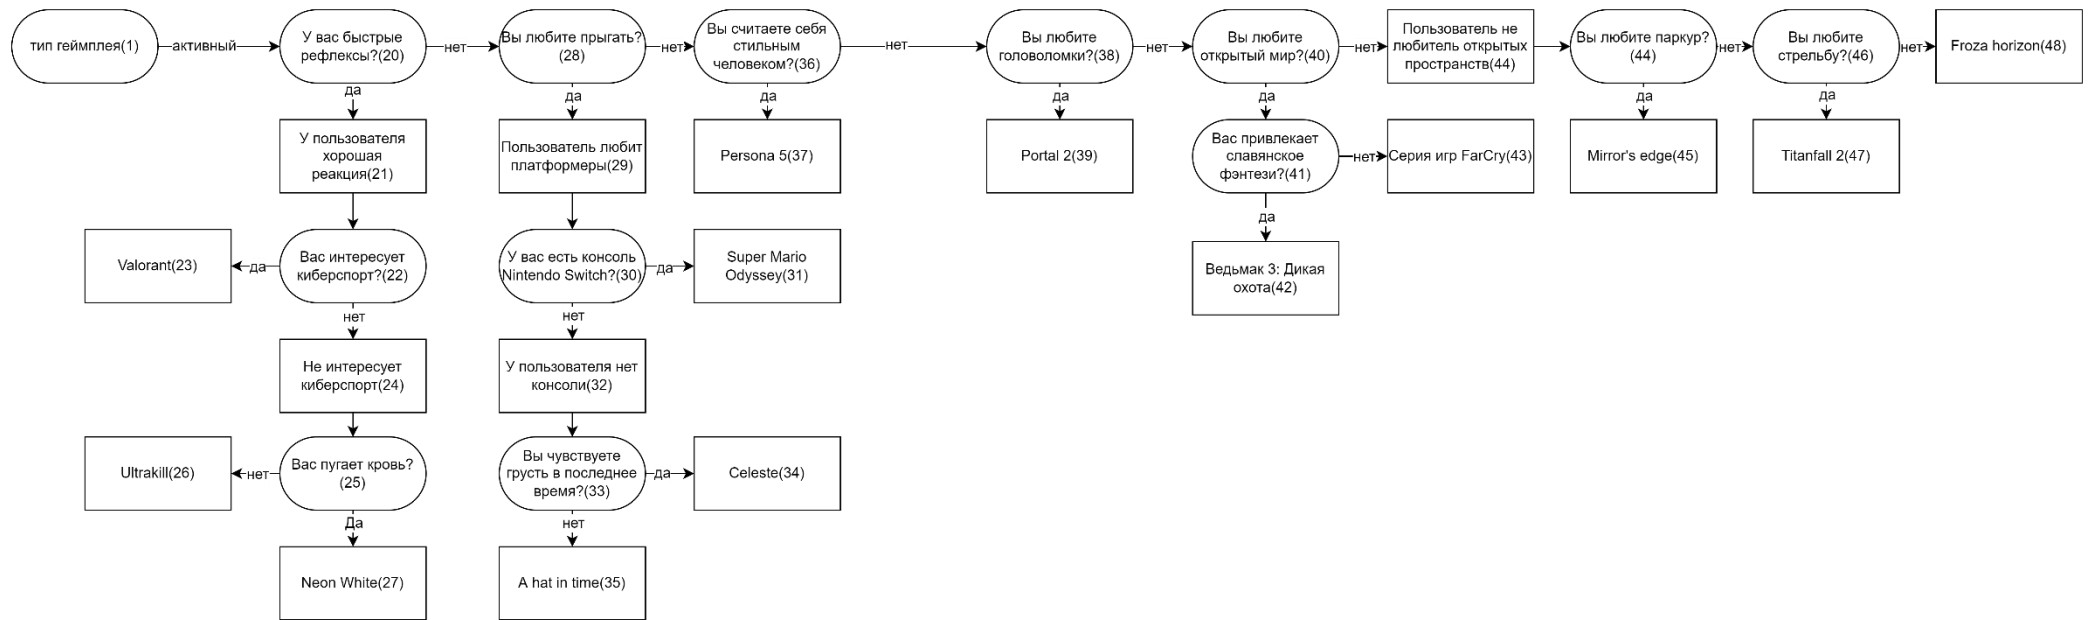 тип геймплея(1)
активный
У вас быстрые
рефлексы?(20)
нет
Вы любите прыгать?
(28)
нет
Вы считаете себя
стильным
человеком?(36)
нет
Вы любите
головоломки?(38)
нет
Вы любите
открытый мир?(40)
нет
Пользователь не
любитель открытых
пространств(44)
Вы любите паркур?
(44)
нет
Вы любите
стрельбу?(46)
нет
Froza horizon(48)
да
да
да
да
да
да
да
У пользователя
хорошая
реакция(21)
Пользователь любит
платформеры(29)
Persona 5(37)
Portal 2(39)
Вас привлекает
славянское
фэнтези?(41)
нет
Серия игр FarCry(43)
Mirror's edge(45)
Titanfall 2(47)
да
Valorant(23)
да
Вас интересует
киберспорт?(22)
У вас есть консоль
Nintendo Switch?(30)
да
Super Mario
Odyssey(31)
Ведьмак 3: Дикая
охота(42)
нет
нет
Не интересует
киберспорт(24)
У пользователя нет
консоли(32)
Ultrakill(26)
нет
Вас пугает кровь?
(25)
Вы чувствуете
грусть в последнее
время?(33)
да
Celeste(34)
Да
нет
Neon White(27)
A hat in time(35)